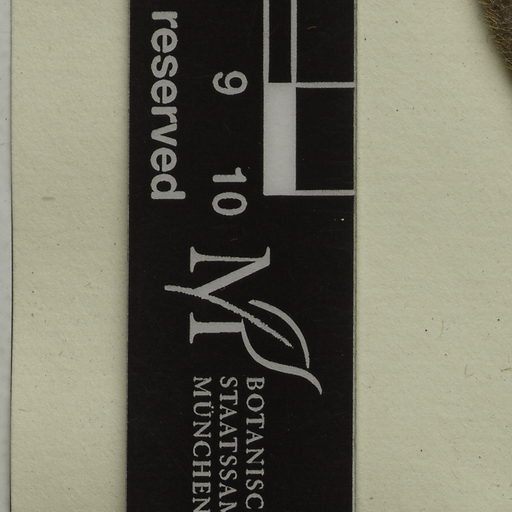 reserved
9 10
M
BOTANISC
STAATSSAM
MÜNCHEN